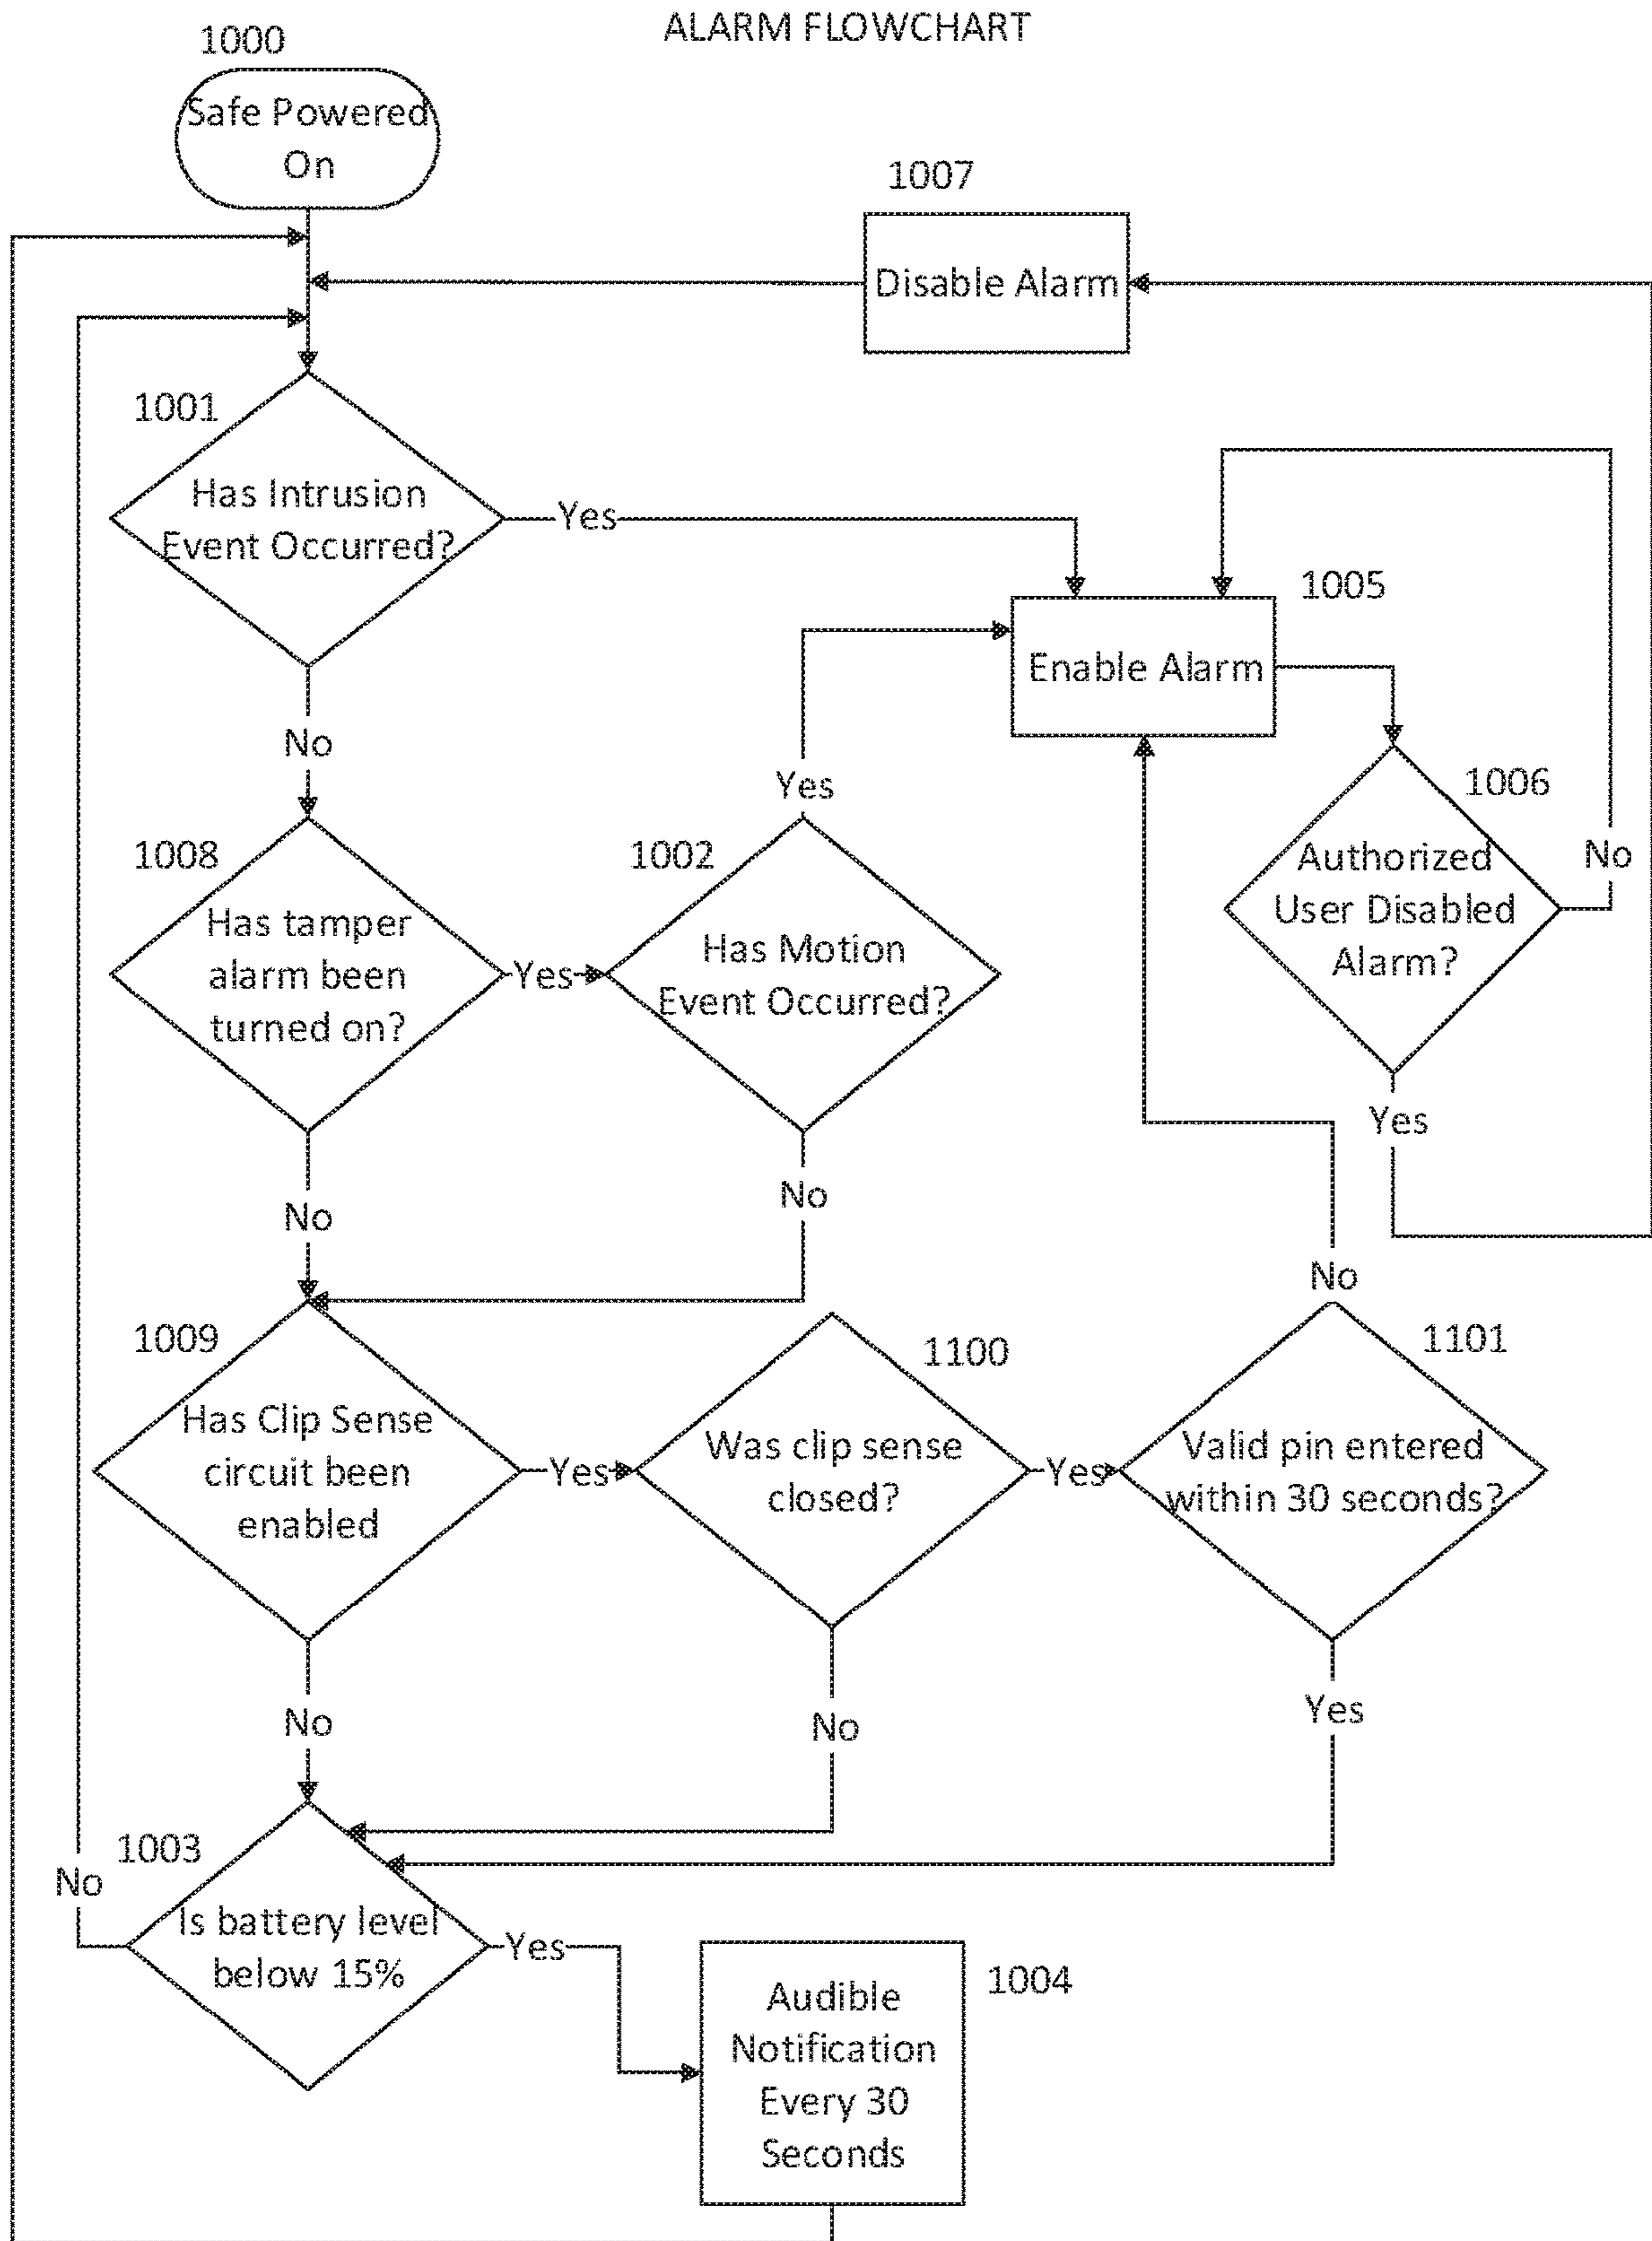 ALARM FLOWCHART
1000
Safe Powered
On
1007
Disable Alarm
1001
Has Intrusion
Event Occurred?
Yes
No
1005
Enable Alarm
1006
Authorized
User Disabled
Alarm?
No
Yes
1008
Has tamper
alarm been
turned on?
Yes
No
1002
Has Motion
Event Occurred?
Yes
No
1009
Has Clip Sense
circuit been
enabled
Yes
No
1100
Was clip sense
closed?
Yes
No
1101
Valid pin entered
within 30 seconds?
No
Yes
1003
Is battery level
below 15%
No
Yes
1004
Audible
Notification
Every 30
Seconds